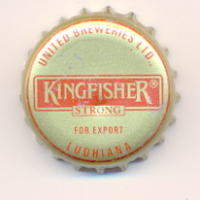 UNITED BREWERIES LTD.
KINGFISHER®
STRONG
FOR EXPORT
LUDHIANA